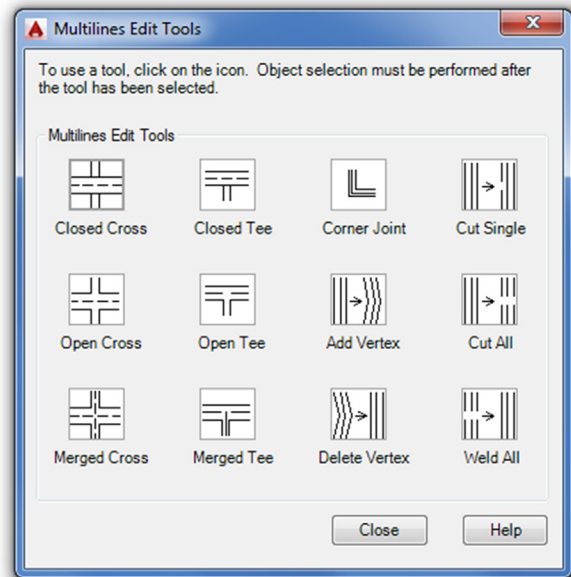 Multilines Edit Tools
To use a tool, click on the icon. Object selection must be performed after
the tool has been selected.
Multilines Edit Tools
Closed Cross Closed Tee Corner Joint Cut Single
Open Cross Open Tee Add Vertex Cut All
Merged Cross Merged Tee Delete Vertex Weld All
Close Help